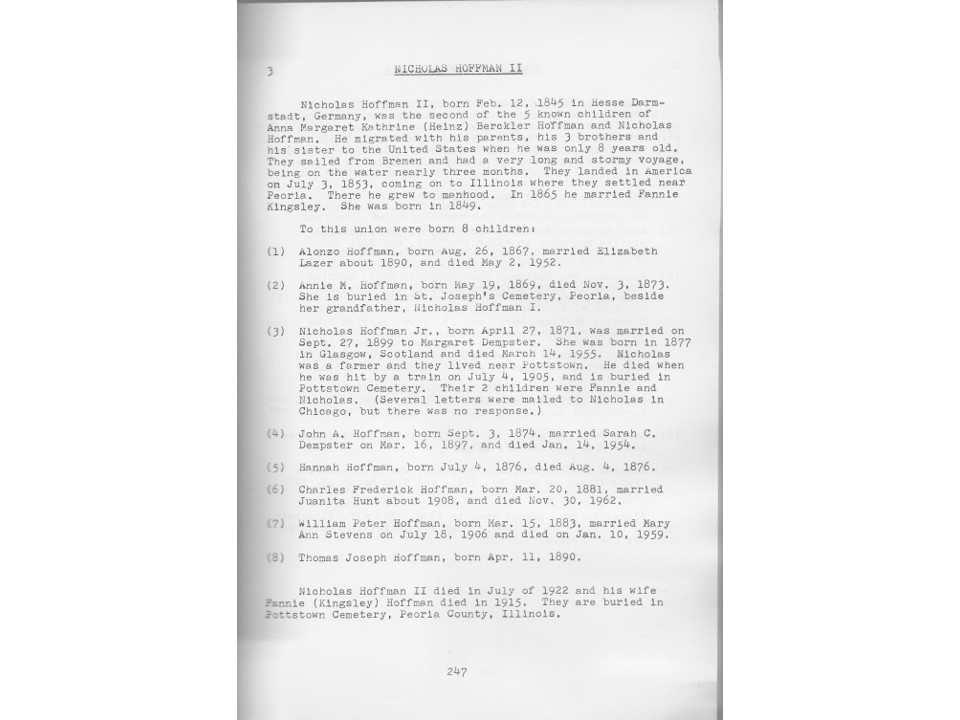 3
NICHOLAS HOFFMAN II
Nicholas Hoffman II, born Feb. 12, 1845 in Hesse Darm-
stadt, Germany, was the second of the 5 known children of
Anna Margaret Kathrine (Heinz) Berckler Hoffman and Nicholas
Hoffman. He migrated with his parents, his 3 brothers and
his sister to the United States when he was only 8 years old.
They sailed from Bremen and had a very long and stormy voyage,
being on the water nearly three months. They landed in America
on July 3, 1853, coming on to Illinois where they settled near
Peoria. There he grew to manhood. In 1865 he married Fannie
Kingsley. She was born in 1849.
To this union were born 8 children:
(1) Alonzo Hoffman, born Aug. 26, 1867, married Elizabeth
Lazer about 1890, and died May 2, 1952.
(2) Annie M. Hoffman, born May 19, 1869, died Nov. 3, 1873.
She is buried in St. Joseph's Cemetery, Peoria, beside
her grandfather, Nicholas Hoffman I.
(3) Nicholas Hoffman Jr., born April 27, 1871, was married on
Sept. 27, 1899 to Margaret Dempster. She was born in 1877
in Glasgow, Scotland and died March 14, 1955. Nicholas
was a farmer and they lived near Pottstown. He died when
he was hit by a train on July 4, 1905, and is buried in
Pottstown Cemetery. Their 2 children were Fannie and
Nicholas. (Several letters were mailed to Nicholas in
Chicago, but there was no response.)
(4) John A. Hoffman, born Sept. 3, 1874, married Sarah C.
Dempster on Mar. 16, 1897, and died Jan. 14, 1954.
(5) Hannah Hoffman, born July 4, 1876, died Aug. 4, 1876.
(6) Charles Frederick Hoffman, born Mar. 20, 1881, married
Juanita Hunt about 1908, and died Nov. 30, 1962.
(7) William Peter Hoffman, born Mar. 15, 1883, married Mary
Ann Stevens on July 18, 1906 and died on Jan. 10, 1959.
(8) Thomas Joseph Hoffman, born Apr. 11, 1890.
Nicholas Hoffman II died in July of 1922 and his wife
Fannie (Kingsley) Hoffman died in 1915. They are buried in
Pottstown Cemetery, Peoria County, Illinois.
247